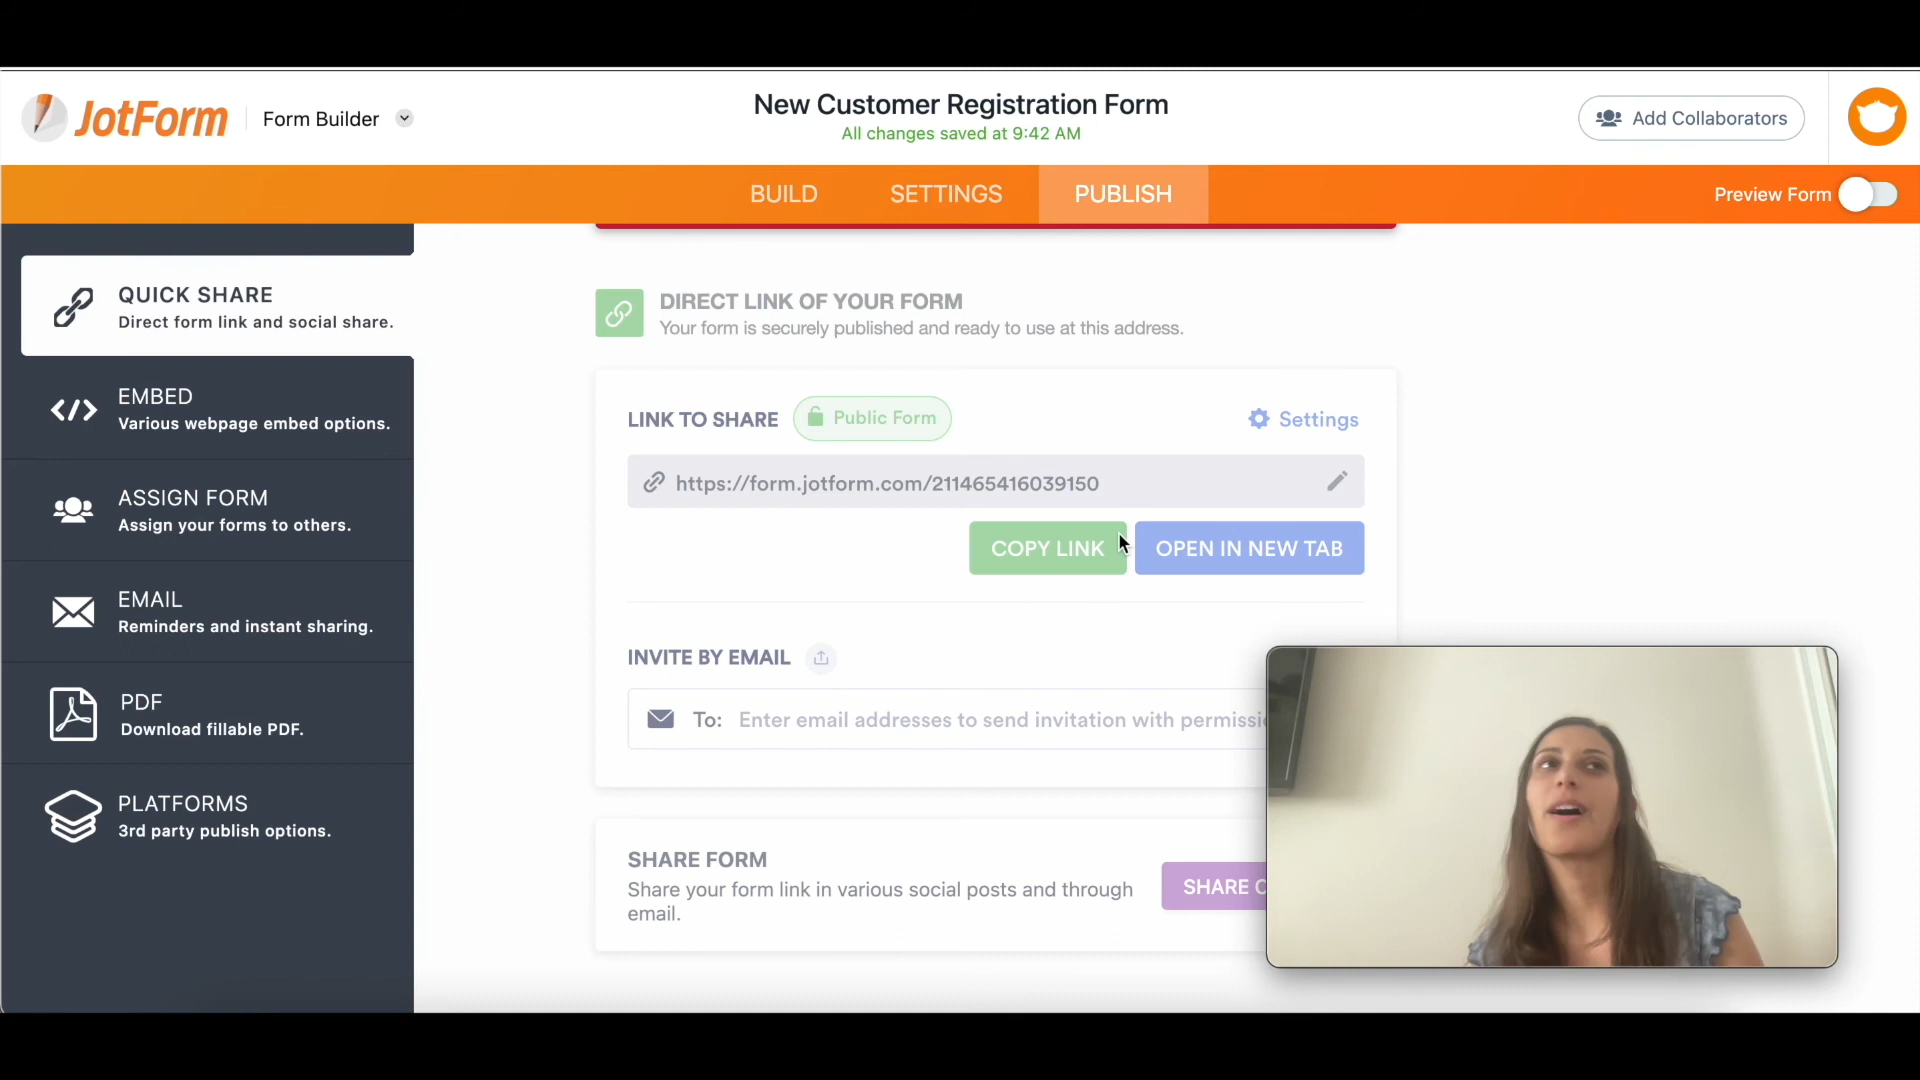 JotForm
Form Builder
New Customer Registration Form
All changes saved at 9:42 AM
Add Collaborators
BUILD
SETTINGS
PUBLISH
Preview Form
QUICK SHARE
Direct form link and social share.
EMBED
Various webpage embed options.
ASSIGN FORM
Assign your forms to others.
EMAIL
Reminders and instant sharing.
PDF
Download fillable PDF.
PLATFORMS
3rd party publish options.
DIRECT LINK OF YOUR FORM
Your form is securely published and ready to use at this address.
LINK TO SHARE
Public Form
Settings
https://form.jotform.com/211465416039150
COPY LINK
OPEN IN NEW TAB
INVITE BY EMAIL
To: Enter email addresses to send invitation with
SHARE FORM
Share your form link in various social posts and through
email.
SHARE